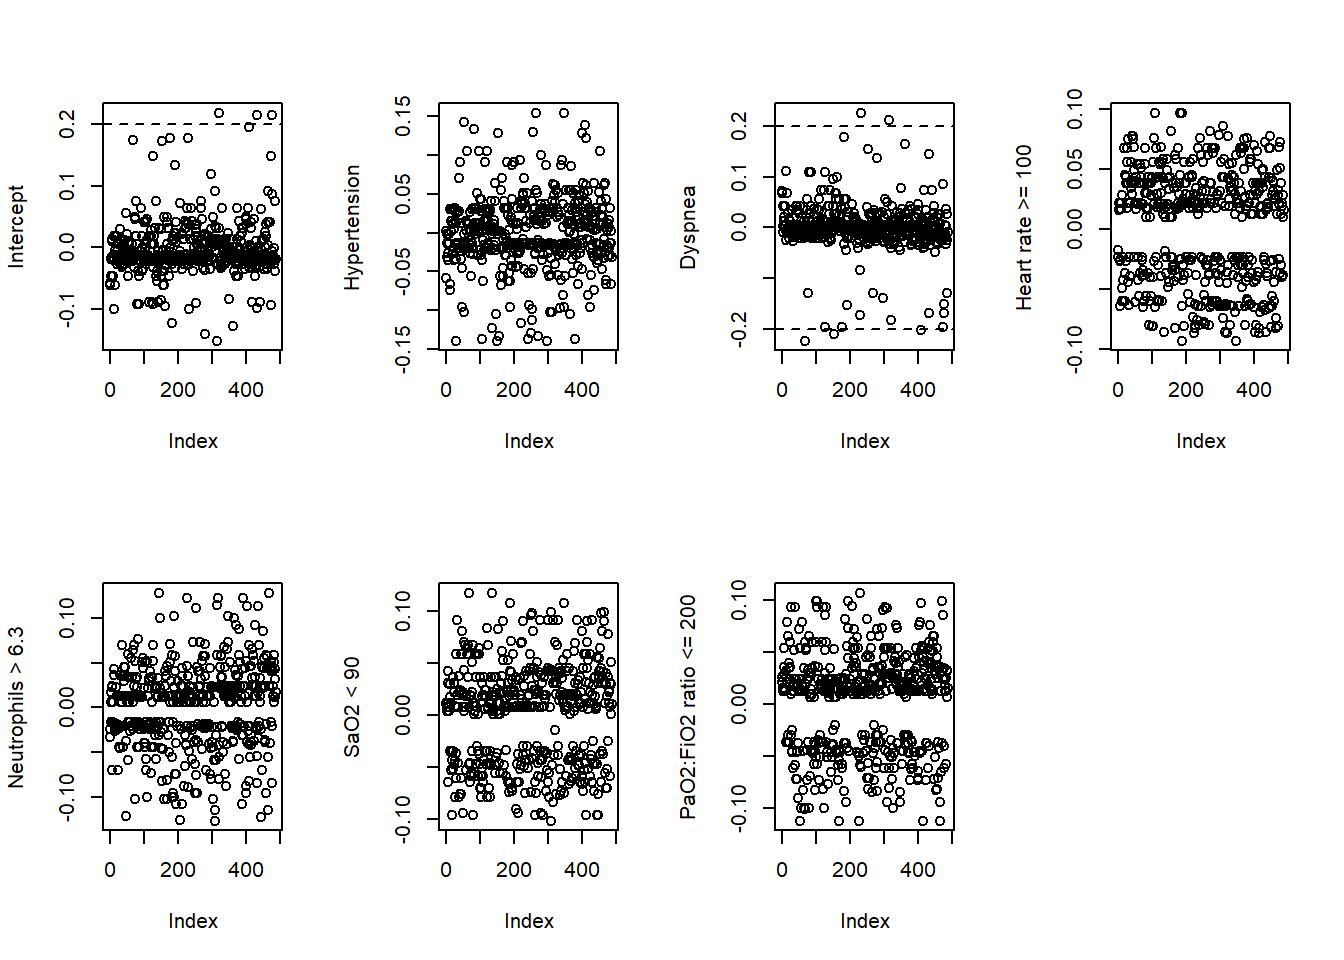 Intercept
-0.1 0.0 0.1 0.2
0 200 400
Index
Hypertension
-0.15 -0.05 0.05 0.15
0 200 400
Index
Dyspnea
-0.2 0.0 0.1 0.2
0 200 400
Index
Heart rate >= 100
-0.10 0.00 0.05 0.10
0 200 400
Index
Neutrophils > 6.3
-0.10 0.00 0.10
0 200 400
Index
SaO2 < 90
-0.10 0.00 0.10
0 200 400
Index
PaO2:FiO2 ratio <= 200
-0.10 0.00 0.10
0 200 400
Index